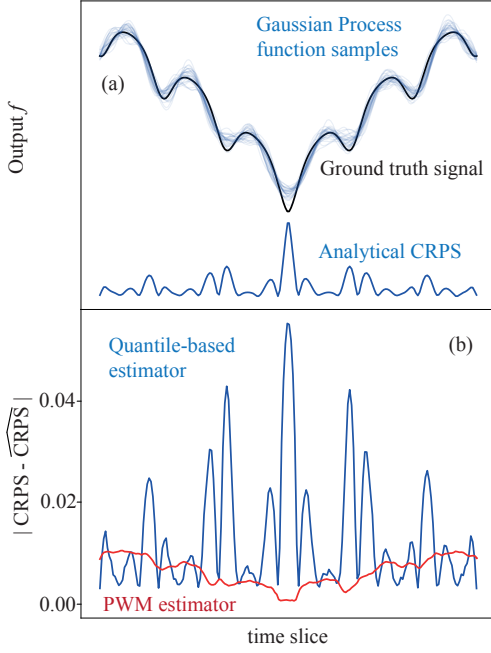 Gaussian Process
function samples
(a)
Output f
Ground truth signal
Analytical CRPS
Quantile-based
estimator
(b)
| CRPS - \widehat{CRPS} |
0.04
0.02
0.00
PWM estimator
time slice